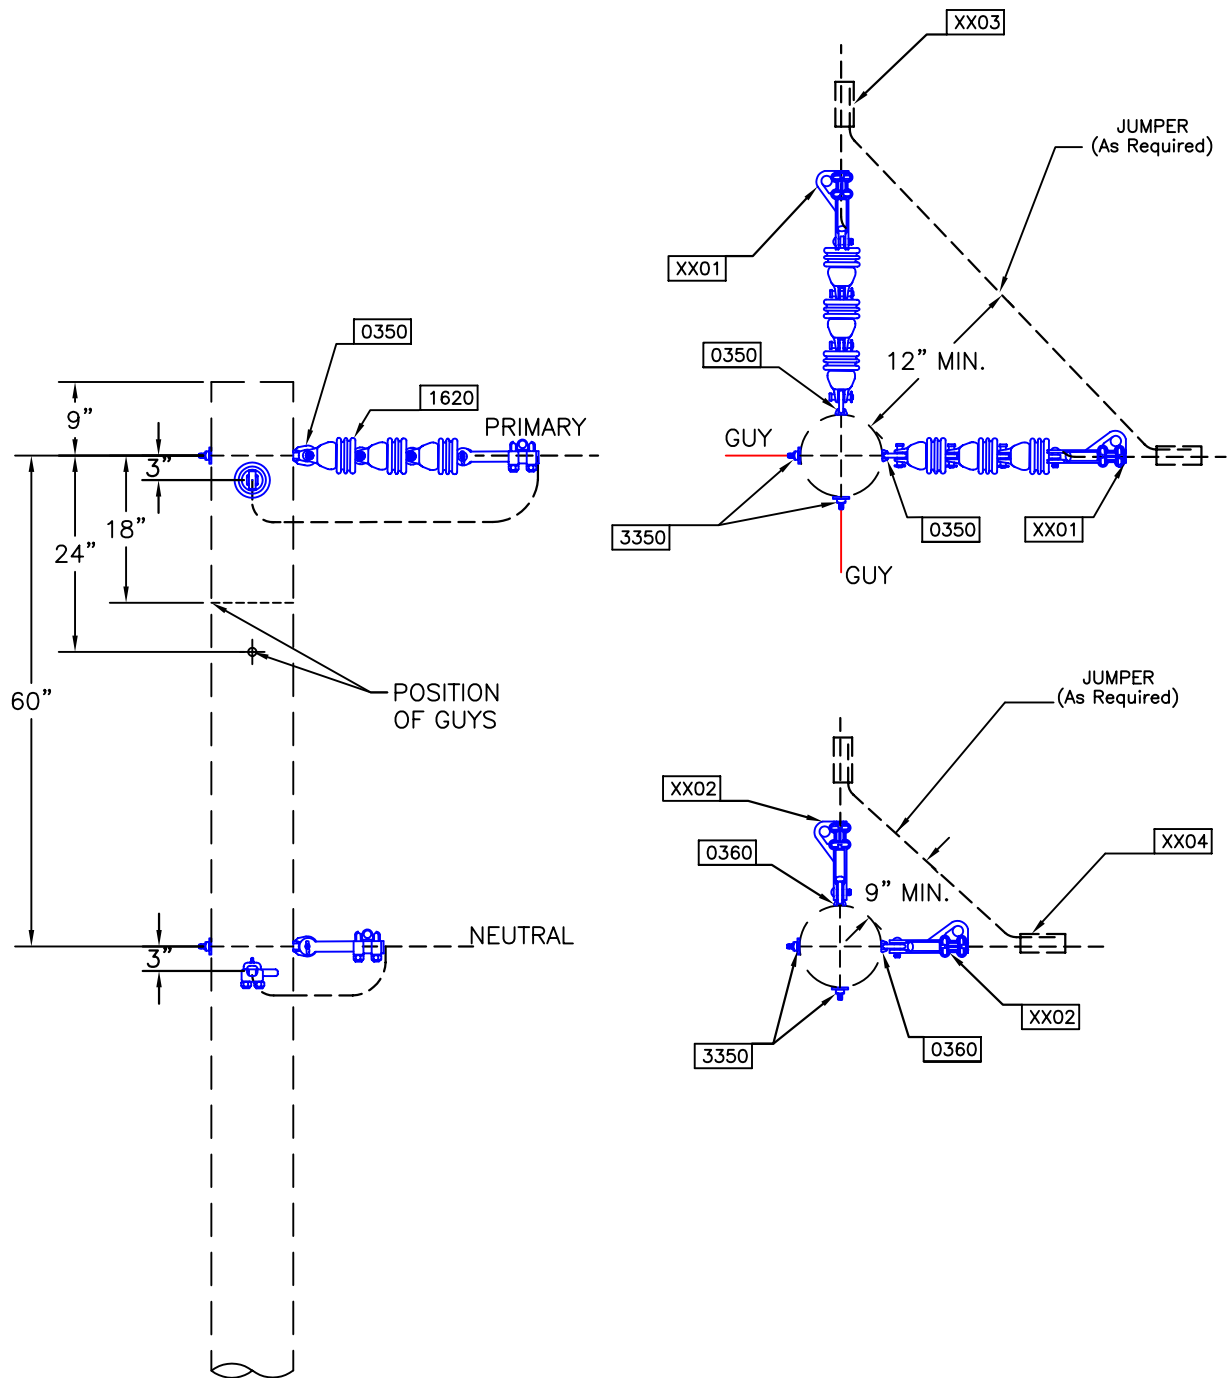 XX03
JUMPER
(As Required)
XX01
0350
0350
12" MIN.
9"
1620
PRIMARY
GUY
3"
18"
24"
3350
0350
XX01
GUY
60"
POSITION
OF GUYS
JUMPER
(As Required)
XX02
XX04
0360
9" MIN.
NEUTRAL
3"
XX02
3350
0360